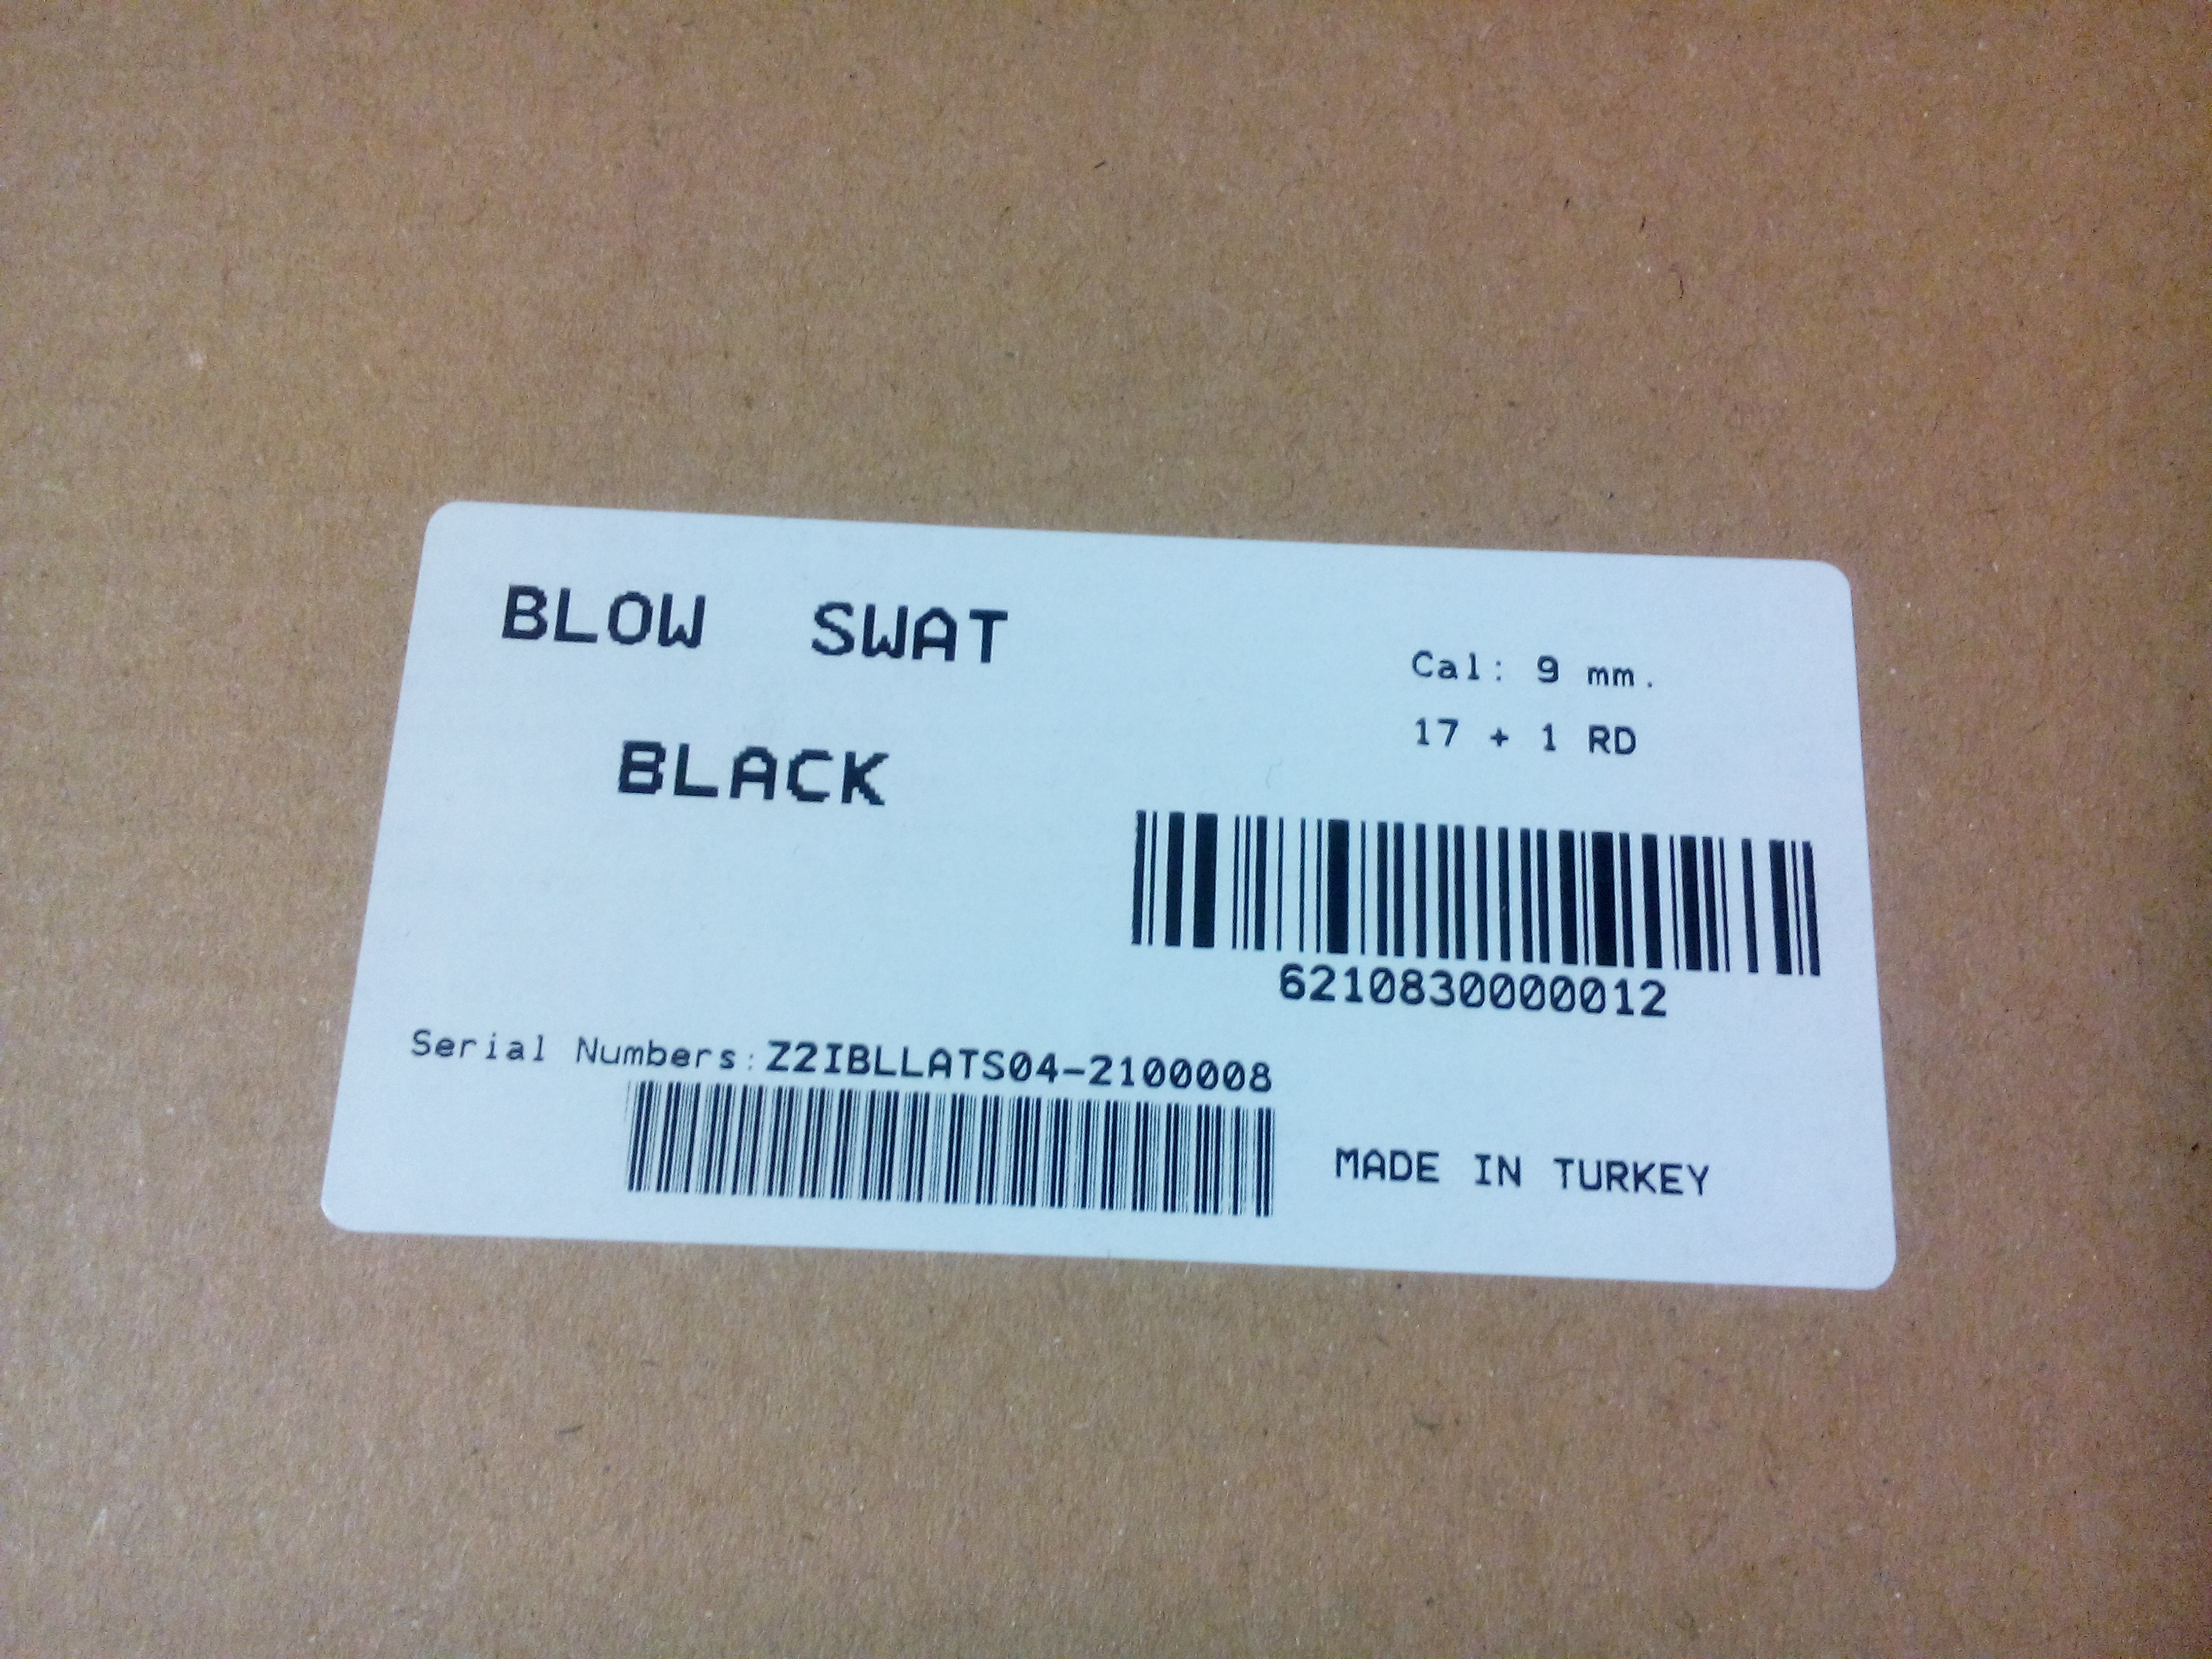 BLOW SWAT
BLACK
Cal: 9 mm.
17 + 1 RD
6210830000012
Serial Numbers: Z2IBLLATS04-2100008
MADE IN TURKEY